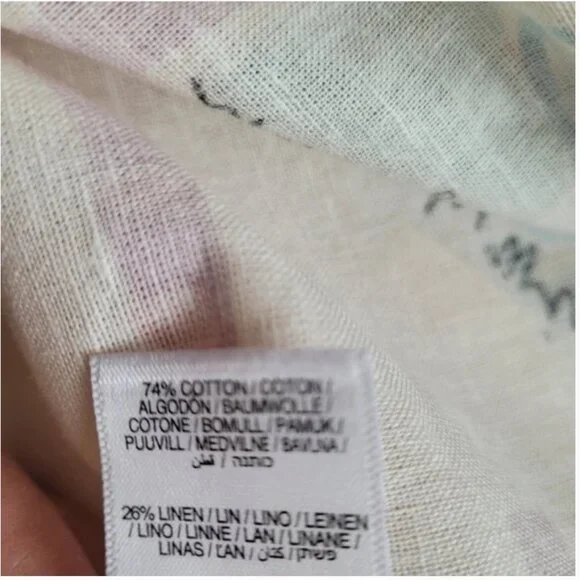 74% COTTON / COTON /
ALGODÓN / BAUMWOLLE /
COTONE / BOMULL / PAMUK /
PUUVILL / MEDVILNE / BAVLNA /
כותנה / قطن
26% LINEN / LIN / LINO / LEINEN
/ LINO / LINNE / LAN / LINANE /
LINAS / ĽAN / كتان / פשתן